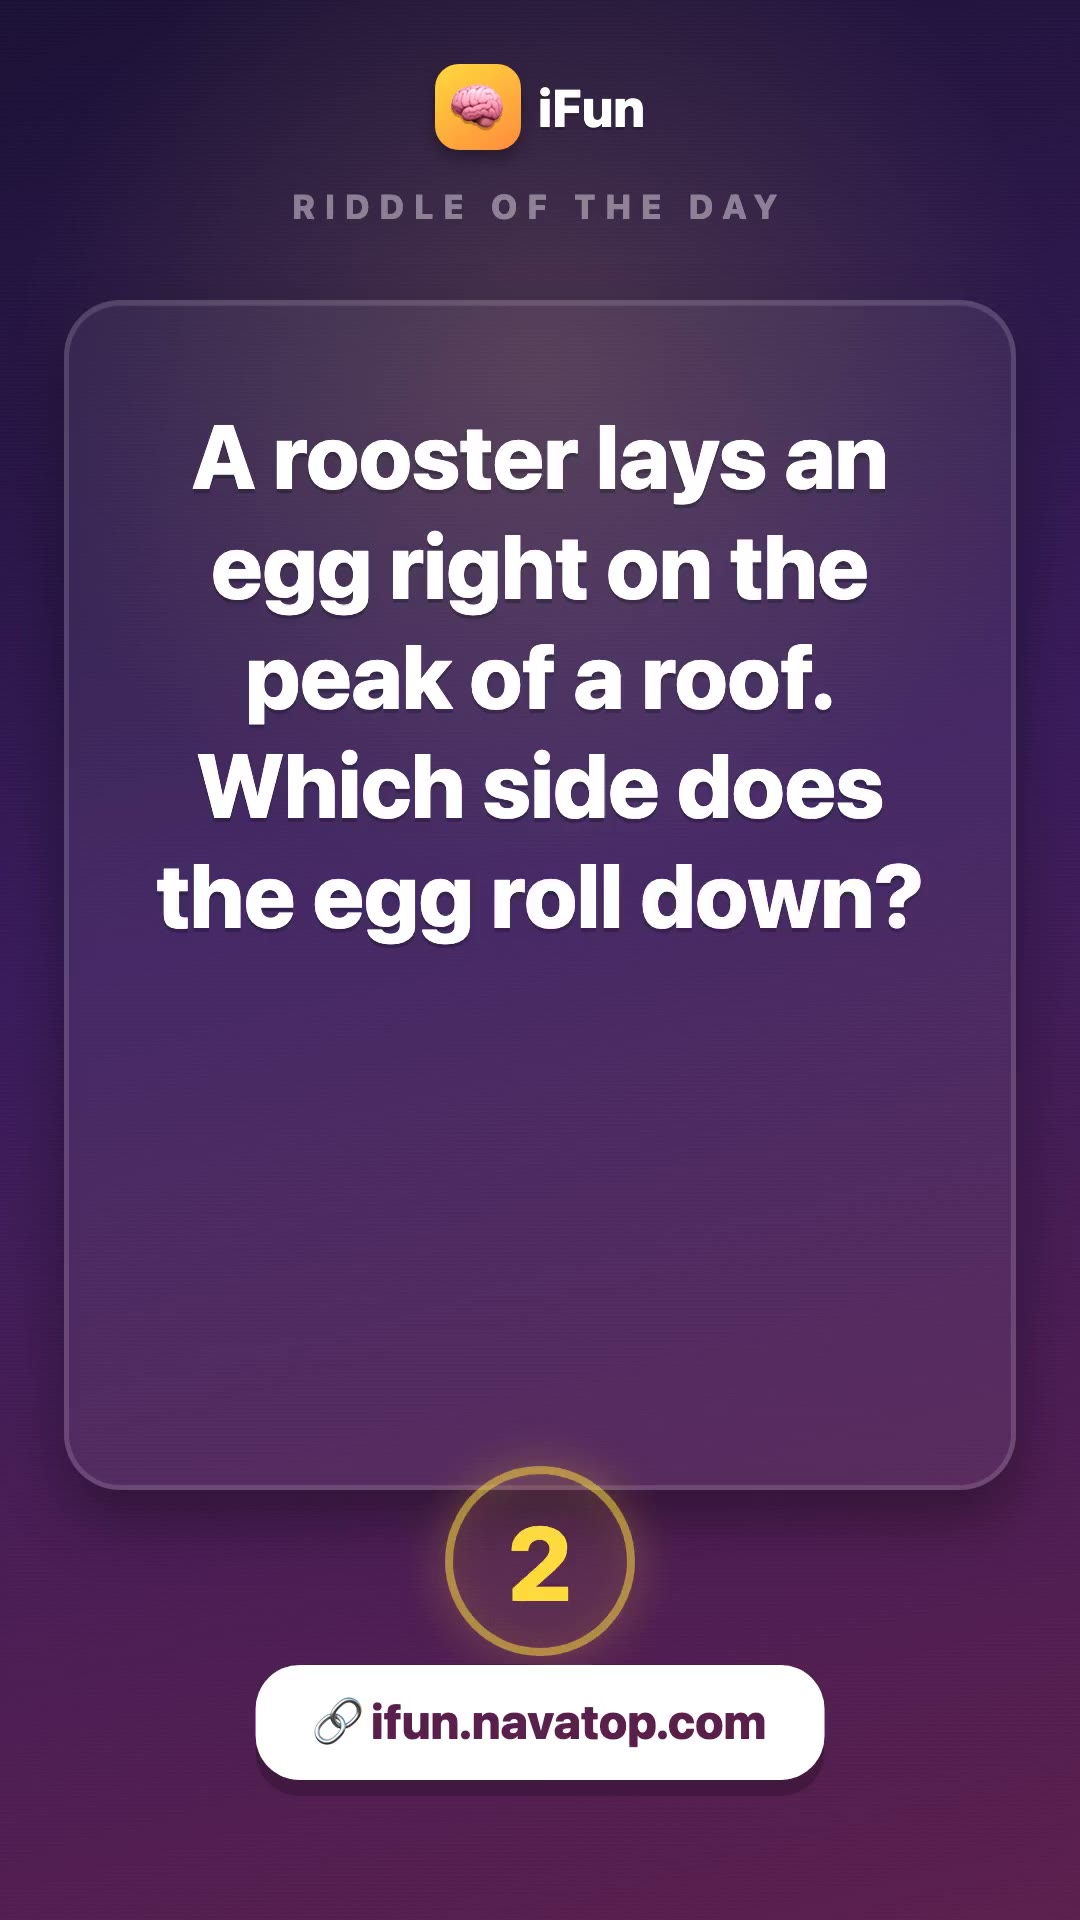 iFun
RIDDLE OF THE DAY
A rooster lays an
egg right on the
peak of a roof.
Which side does
the egg roll down?
2
ifun.navatop.com